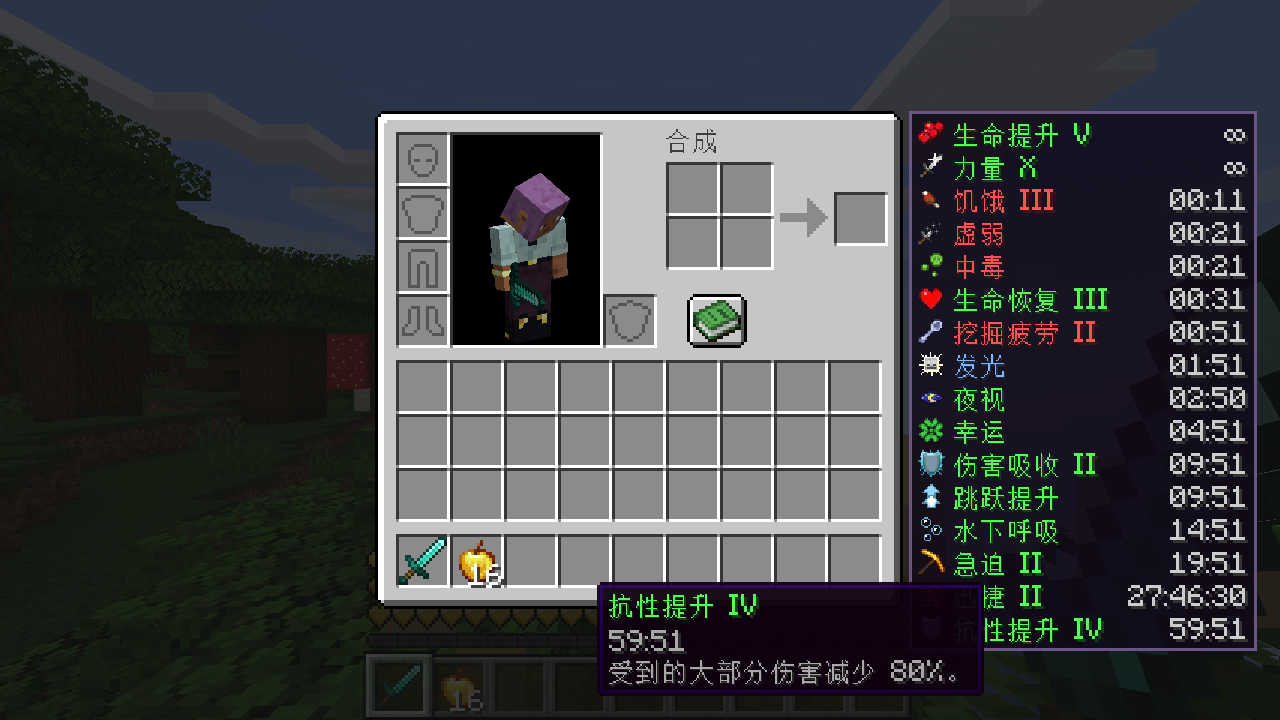 合成
生命提升 V ∞
力量 X ∞
饥饿 III 00:11
虚弱 00:21
中毒 00:21
生命恢复 III 00:31
挖掘疲劳 II 00:51
发光 01:51
夜视 02:50
幸运 04:51
伤害吸收 II 09:51
跳跃提升 09:51
水下呼吸 14:51
急迫 II 19:51
迅捷 II 27:46:30
抗性提升 IV 59:51
16
抗性提升 IV
59:51
受到的大部分伤害减少 80%。
16